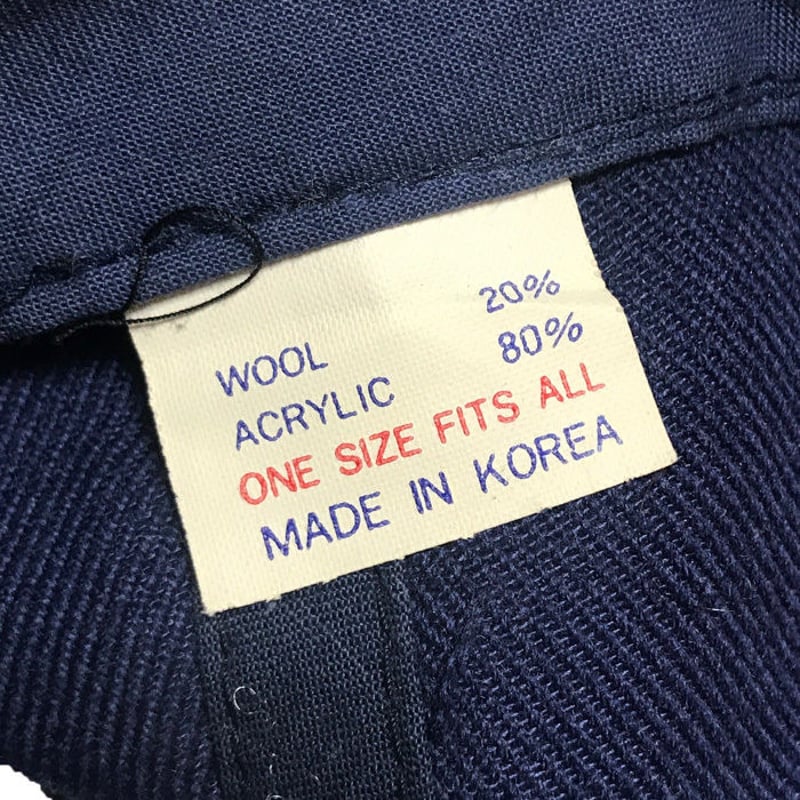 WOOL 20%
ACRYLIC 80%
ONE SIZE FITS ALL
MADE IN KOREA